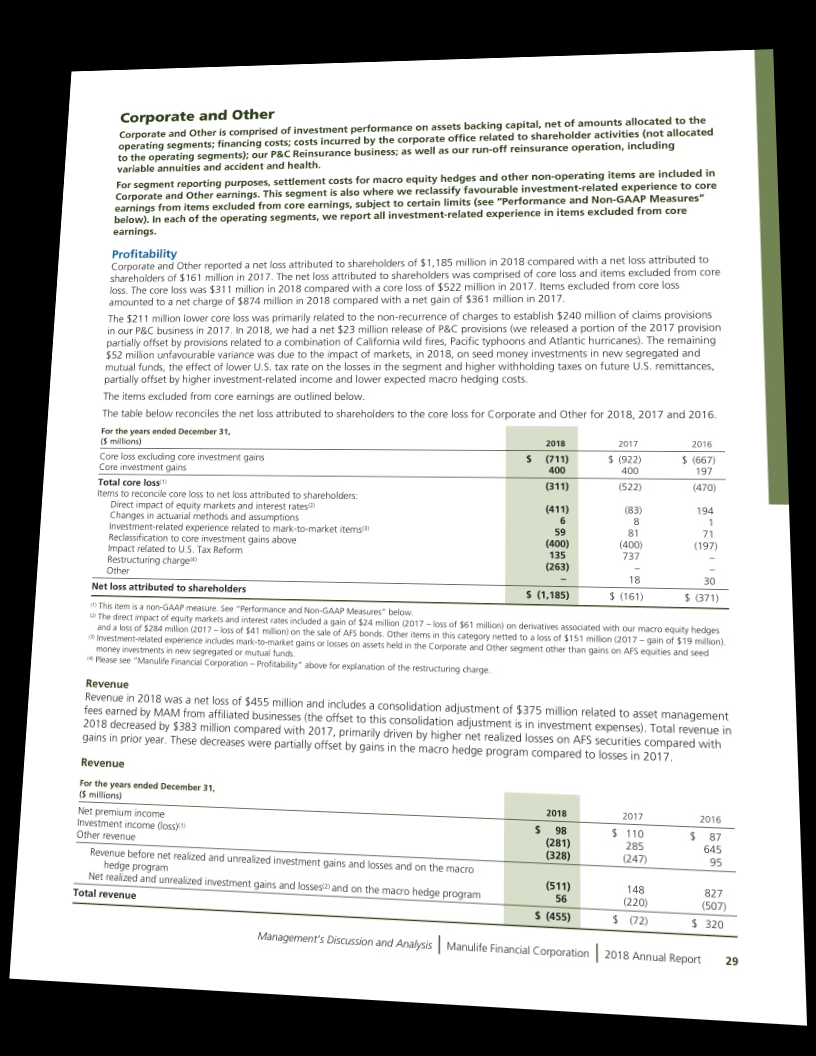 Corporate and Other
Corporate and Other is comprised of investment performance on assets backing capital, net of amounts allocated to the
operating segments; financing costs; costs incurred by the corporate office related to shareholder activities (not allocated
to the operating segments); our P&C Reinsurance business; as well as our run-off reinsurance operation, including
variable annuities and accident and health.
For segment reporting purposes, settlement costs for macro equity hedges and other non-operating items are included in
Corporate and Other earnings. This segment is also where we reclassify favourable investment-related experience to core
earnings from items excluded from core earnings, subject to certain limits (see "Performance and Non-GAAP Measures"
below). In each of the operating segments, we report all investment-related experience in items excluded from core
earnings.
Profitability
Corporate and Other reported a net loss attributed to shareholders of $1,185 million in 2018 compared with a net loss attributed to
shareholders of $161 million in 2017. The net loss attributed to shareholders was comprised of core loss and items excluded from core
loss. The core loss was $311 million in 2018 compared with a core loss of $522 million in 2017. Items excluded from core loss
amounted to a net charge of $874 million in 2018 compared with a net gain of $361 million in 2017.
The $211 million lower core loss was primarily related to the non-recurrence of charges to establish $240 million of claims provisions
in our P&C business in 2017. In 2018, we had a net $23 million release of P&C provisions (we released a portion of the 2017 provision
partially offset by provisions related to a combination of California wild fires, Pacific typhoons and Atlantic hurricanes). The remaining
$52 million unfavourable variance was due to the impact of markets, in 2018, on seed money investments in new segregated and
mutual funds, the effect of lower U.S. tax rate on the losses in the segment and higher withholding taxes on future U.S. remittances,
partially offset by higher investment-related income and lower expected macro hedging costs.
The items excluded from core earnings are outlined below.
The table below reconciles the net loss attributed to shareholders to the core loss for Corporate and Other for 2018, 2017 and 2016.
For the years ended December 31,
($ millions) 2018 2017 2016
Core loss excluding core investment gains $ (711) $ (922) $ (667)
Core investment gains 400 400 197
Total core loss(1) (311) (522) (470)
Items to reconcile core loss to net loss attributed to shareholders:
Direct impact of equity markets and interest rates(2) (411) (83) 194
Changes in actuarial methods and assumptions 6 8 1
Investment-related experience related to mark-to-market items(3) 59 81 71
Reclassification to core investment gains above (400) (400) (197)
Impact related to U.S. Tax Reform 135 737 –
Restructuring charge(4) (263) – –
Other – 18 30
Net loss attributed to shareholders $ (1,185) $ (161) $ (371)
(1) This item is a non-GAAP measure. See "Performance and Non-GAAP Measures" below.
(2) The direct impact of equity markets and interest rates included a gain of $24 million (2017 – loss of $61 million) on derivatives associated with our macro equity hedges
and a loss of $284 million (2017 – loss of $41 million) on the sale of AFS bonds. Other items in this category netted to a loss of $151 million (2017 – gain of $19 million).
(3) Investment-related experience includes mark-to-market gains or losses on assets held in the Corporate and Other segment other than gains on AFS equities and seed
money investments in new segregated or mutual funds.
(4) Please see "Manulife Financial Corporation – Profitability" above for explanation of the restructuring charge.
Revenue
Revenue in 2018 was a net loss of $455 million and includes a consolidation adjustment of $375 million related to asset management
fees earned by MAM from affiliated businesses (the offset to this consolidation adjustment is in investment expenses). Total revenue in
2018 decreased by $383 million compared with 2017, primarily driven by higher net realized losses on AFS securities compared with
gains in prior year. These decreases were partially offset by gains in the macro hedge program compared to losses in 2017.
Revenue
For the years ended December 31,
($ millions) 2018 2017 2016
Net premium income $ 98 $ 110 $ 87
Investment income (loss)(1) (281) 285 645
Other revenue (328) (247) 95
Revenue before net realized and unrealized investment gains and losses and on the macro
hedge program (511) 148 827
Net realized and unrealized investment gains and losses(2) and on the macro hedge program 56 (220) (507)
Total revenue $ (455) $ (72) $ 320
Management's Discussion and Analysis | Manulife Financial Corporation | 2018 Annual Report 29